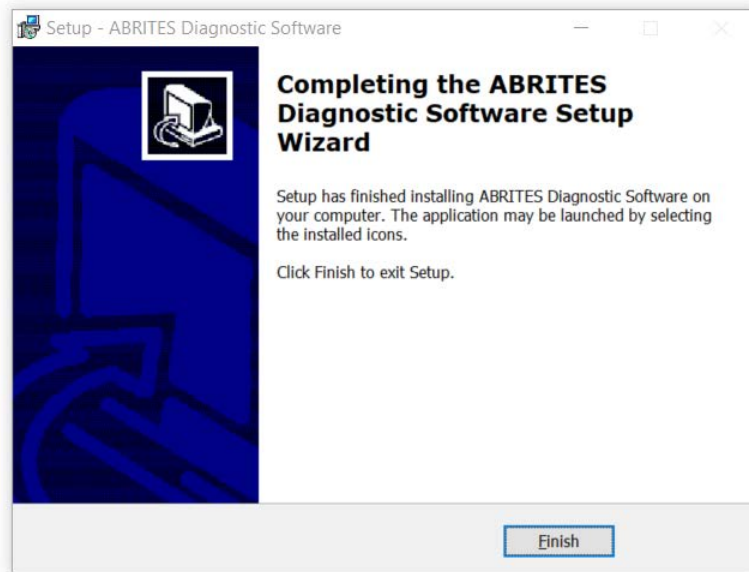 Setup - ABRITES Diagnostic Software
Completing the ABRITES
Diagnostic Software Setup
Wizard
Setup has finished installing ABRITES Diagnostic Software on
your computer. The application may be launched by selecting
the installed icons.
Click Finish to exit Setup.
Finish